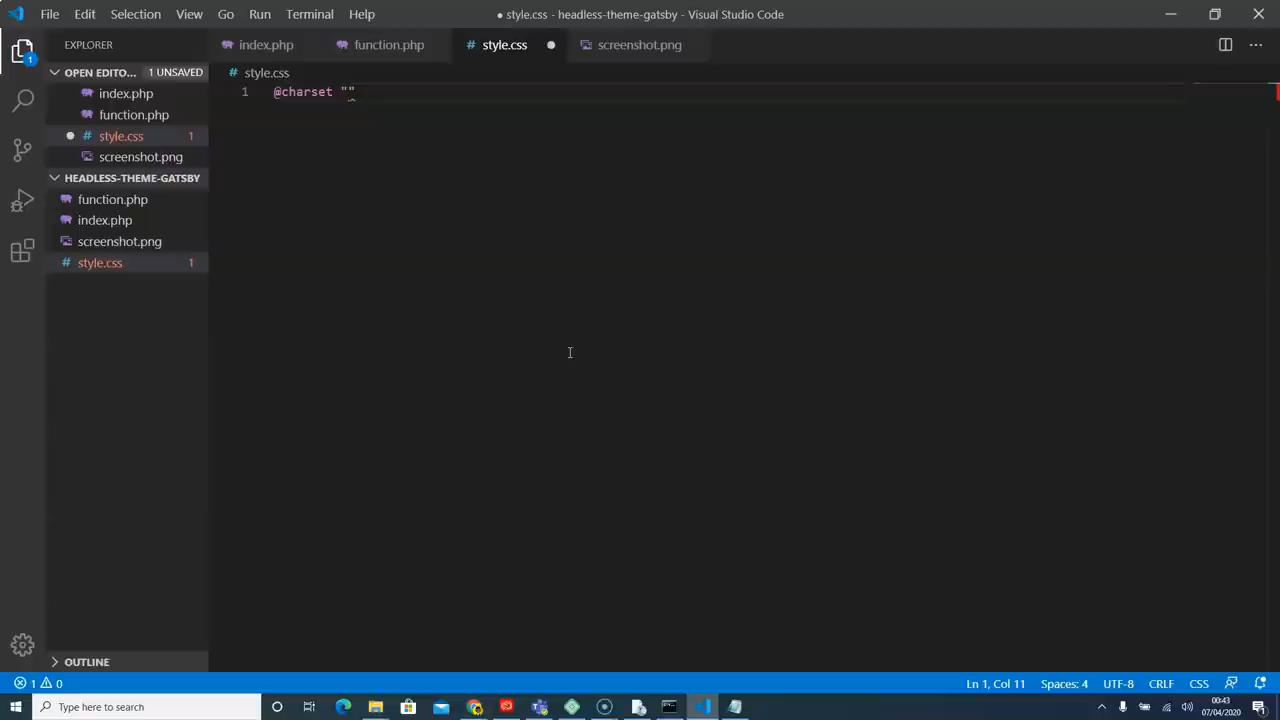 File Edit Selection View Go Run Terminal Help
● style.css - headless-theme-gatsby - Visual Studio Code
EXPLORER
index.php function.php # style.css screenshot.png
OPEN EDITO... 1 UNSAVED
index.php
function.php
# style.css 1
screenshot.png
HEADLESS-THEME-GATSBY
function.php
index.php
screenshot.png
# style.css 1
OUTLINE
# style.css
1 @charset ""
1 0 Ln 1, Col 11 Spaces: 4 UTF-8 CRLF CSS
Type here to search
00:43
07/04/2020
1
1